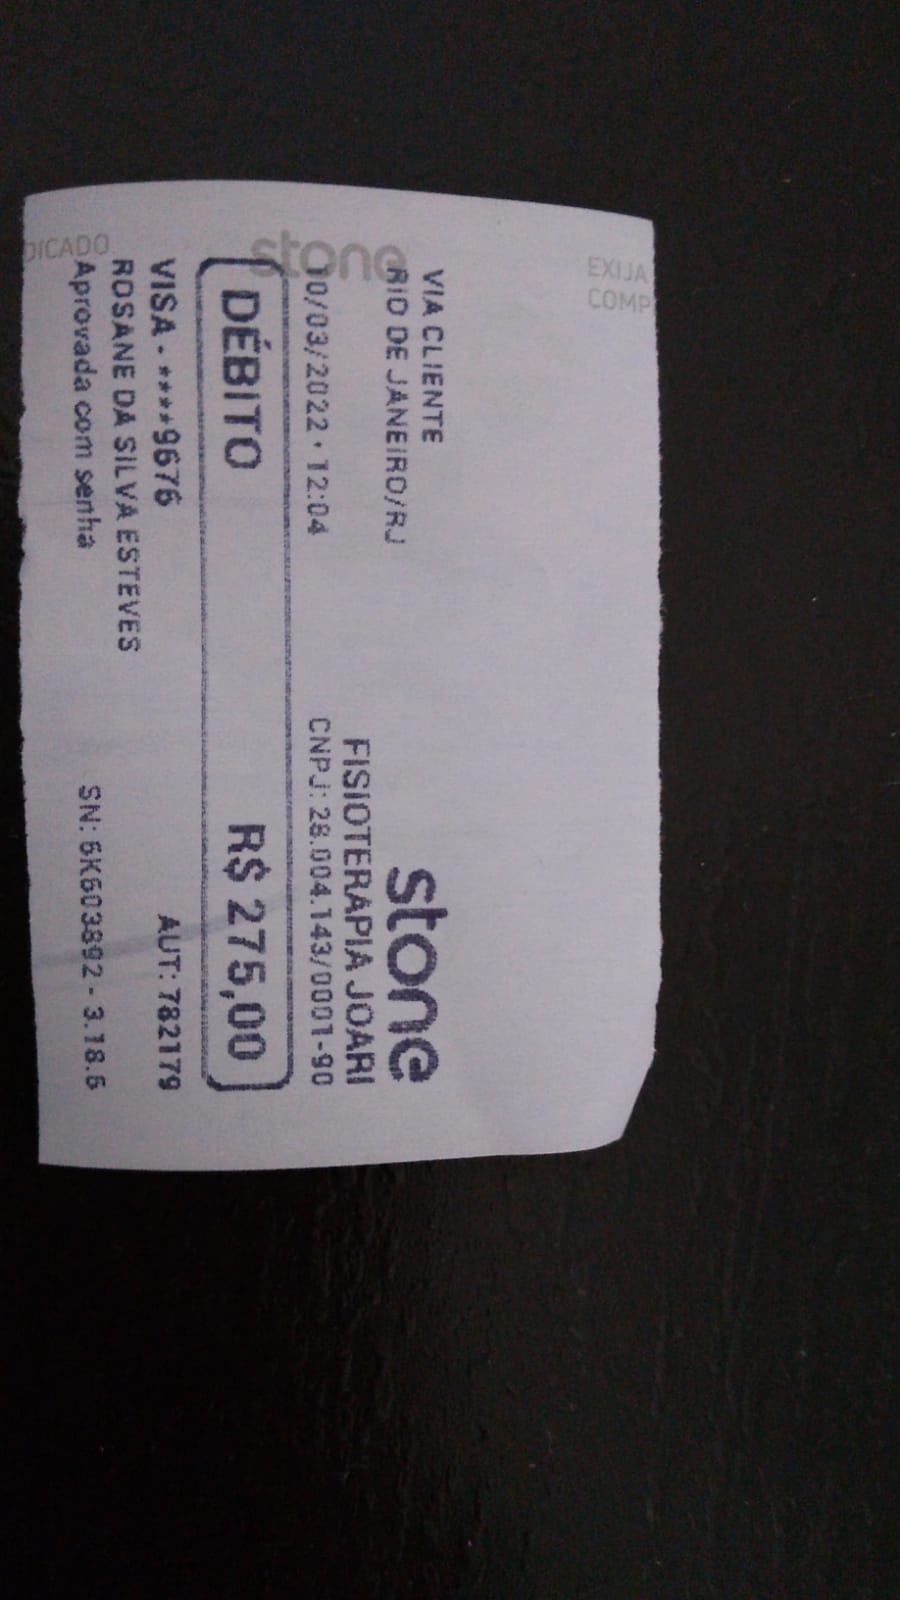 EXIJA
COMP
VIA CLIENTE
stone
RIO DE JANEIRO/RJ
FISIOTERAPIA JOARI
10/03/2022 · 12:04
CNPJ: 28.004.143/0001-90
stone
DÉBITO R$ 275,00
VISA - ****9676 AUT: 782179
ROSANE DA SILVA ESTEVES
Aprovada com senha SN: 6K603892 - 3.18.6
DICADO